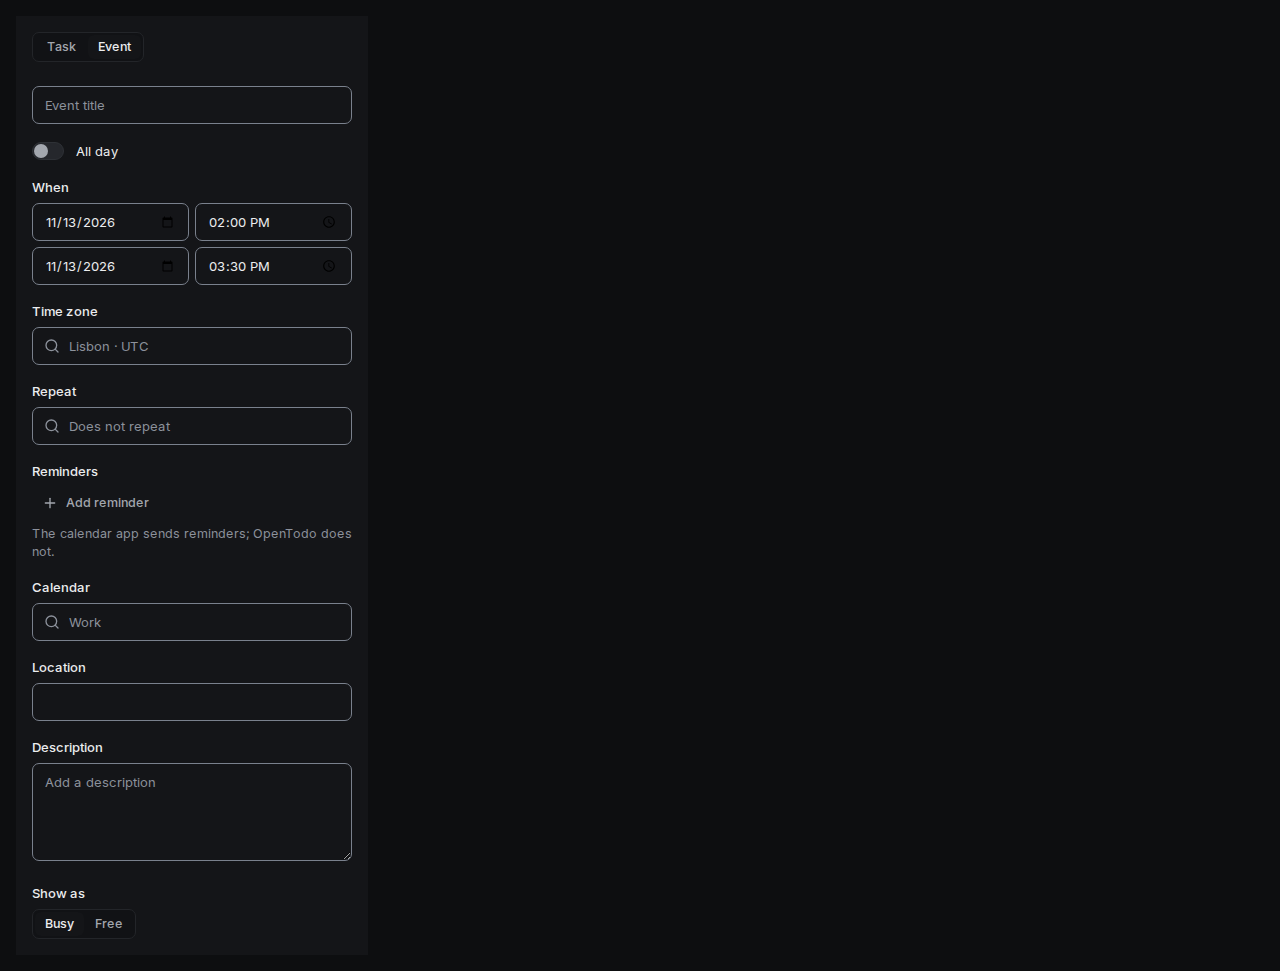 Task Event
Event title
All day
When
11/13/2026 02:00 PM
11/13/2026 03:30 PM
Time zone
Lisbon · UTC
Repeat
Does not repeat
Reminders
Add reminder
The calendar app sends reminders; OpenTodo does
not.
Calendar
Work
Location
Description
Add a description
Show as
Busy Free